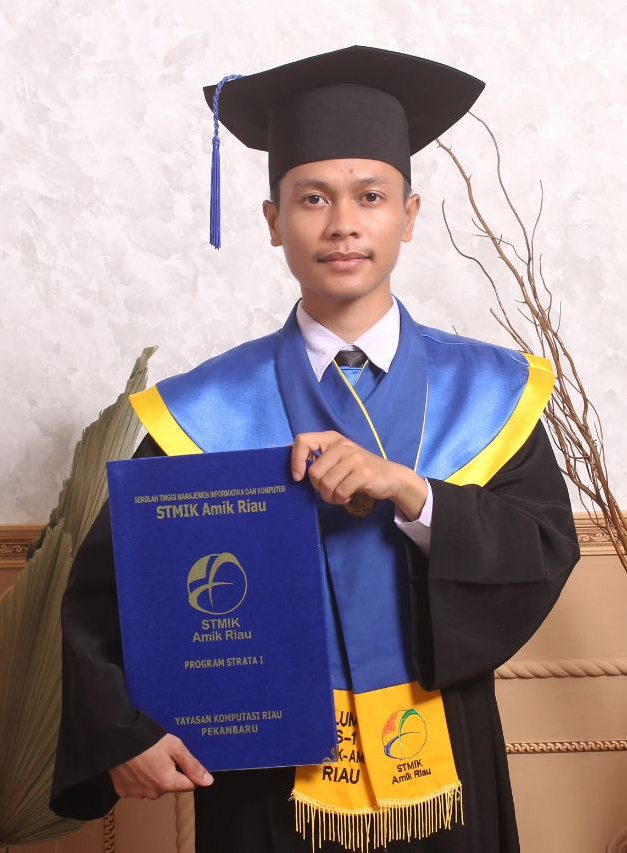 SEKOLAH TINGGI MANAJEMEN INFORMATIKA DAN KOMPUTER
STMIK Amik Riau
STMIK
Amik Riau
PROGRAM STRATA I
YAYASAN KOMPUTASI RIAU
PEKANBARU
RIAU
STMIK
Amik Riau